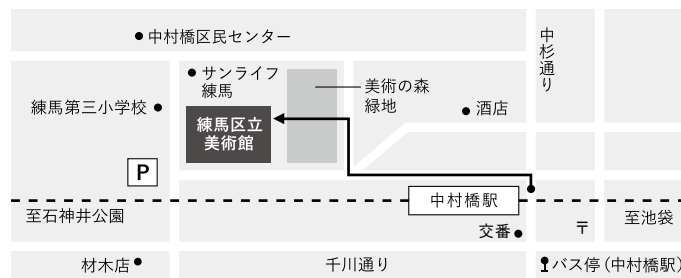 中村橋区民センター
中杉通り
サンライフ
練馬
美術の森
緑地
練馬第三小学校
酒店
練馬区立
美術館
P
中村橋駅
至石神井公園
交番
〒
至池袋
材木店
千川通り
バス停(中村橋駅)